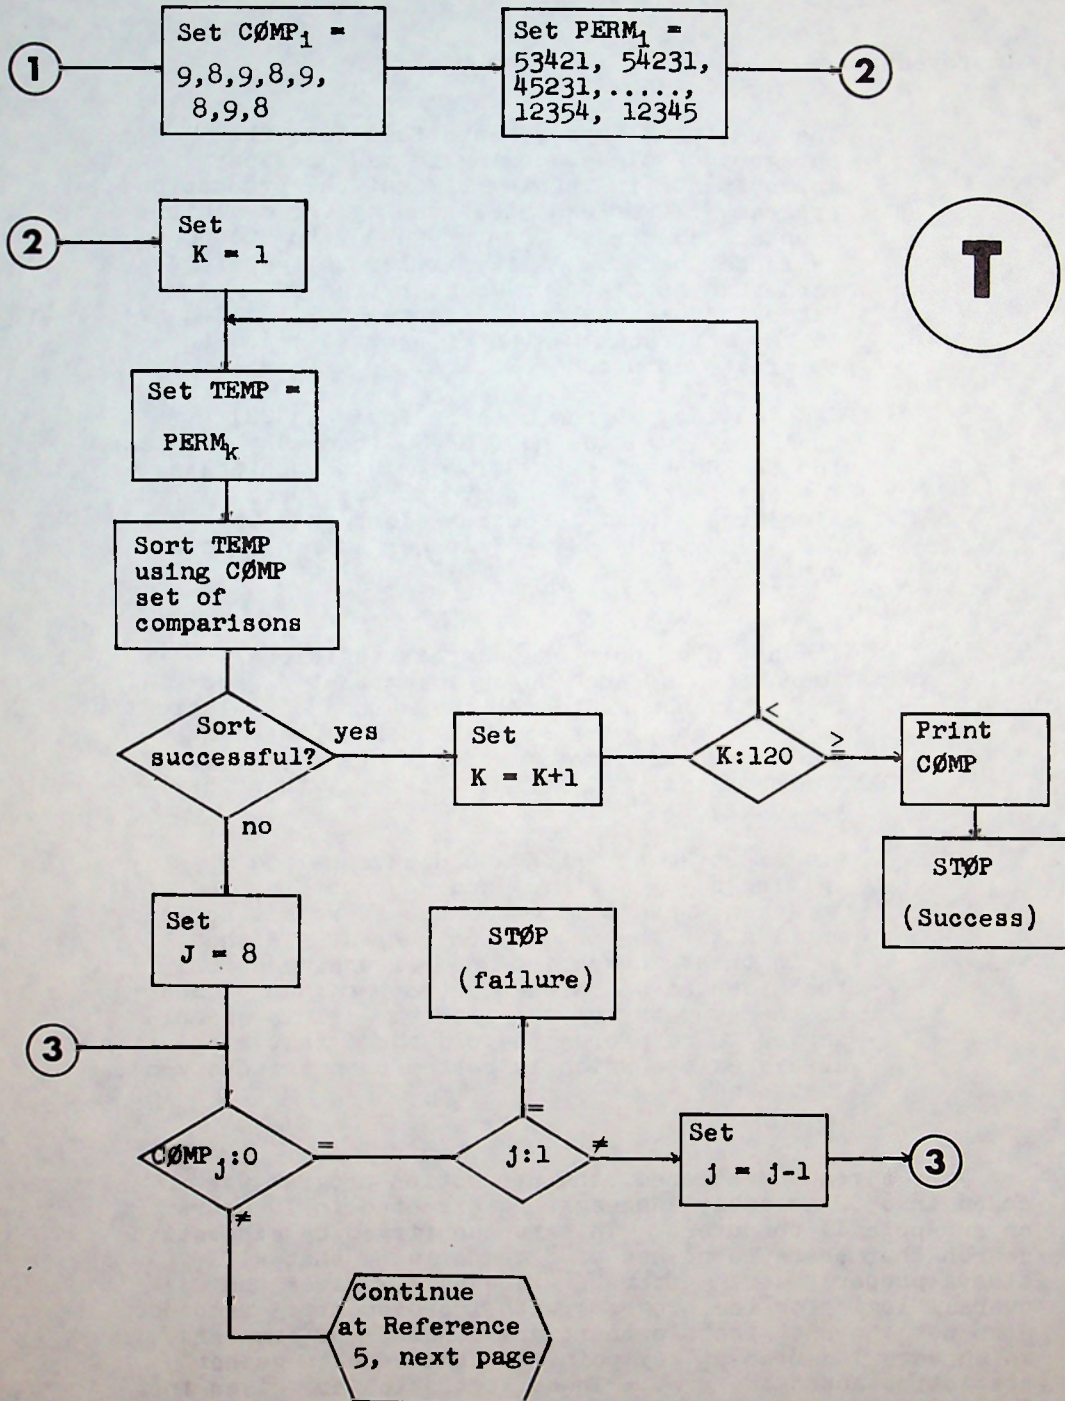 1
Set CØMP1 =
9,8,9,8,9,
8,9,8
Set PERM1 =
53421, 54231,
45231,.....,
12354, 12345
2
2
Set
K = 1
T
Set TEMP =
PERMk
Sort TEMP
using CØMP
set of
comparisons
Sort
successful?
yes
Set
K = K+1
<
K:120
≥
Print
CØMP
STØP
(Success)
no
Set
J = 8
STØP
(failure)
3
CØMPj:0
=
=
j:1
≠
Set
j = j-1
3
≠
Continue
at Reference
5, next page